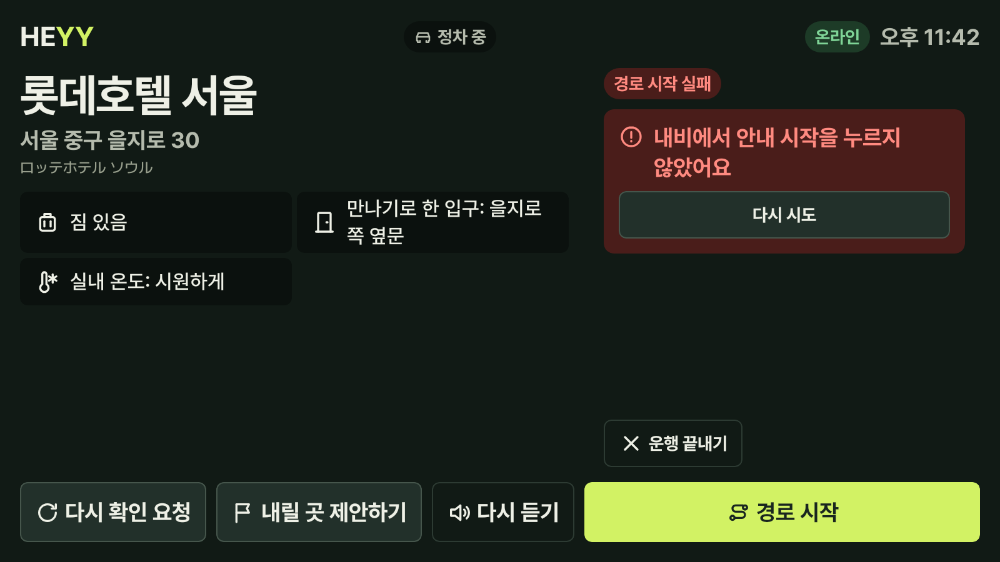 HEYY
정차 중
온라인
오후 11:42
롯데호텔 서울
서울 중구 을지로 30
ロッテホテル ソウル
짐 있음
만나기로 한 입구: 을지로
쪽 옆문
실내 온도: 시원하게
경로 시작 실패
내비에서 안내 시작을 누르지
않았어요
다시 시도
운행 끝내기
다시 확인 요청
내릴 곳 제안하기
다시 듣기
경로 시작